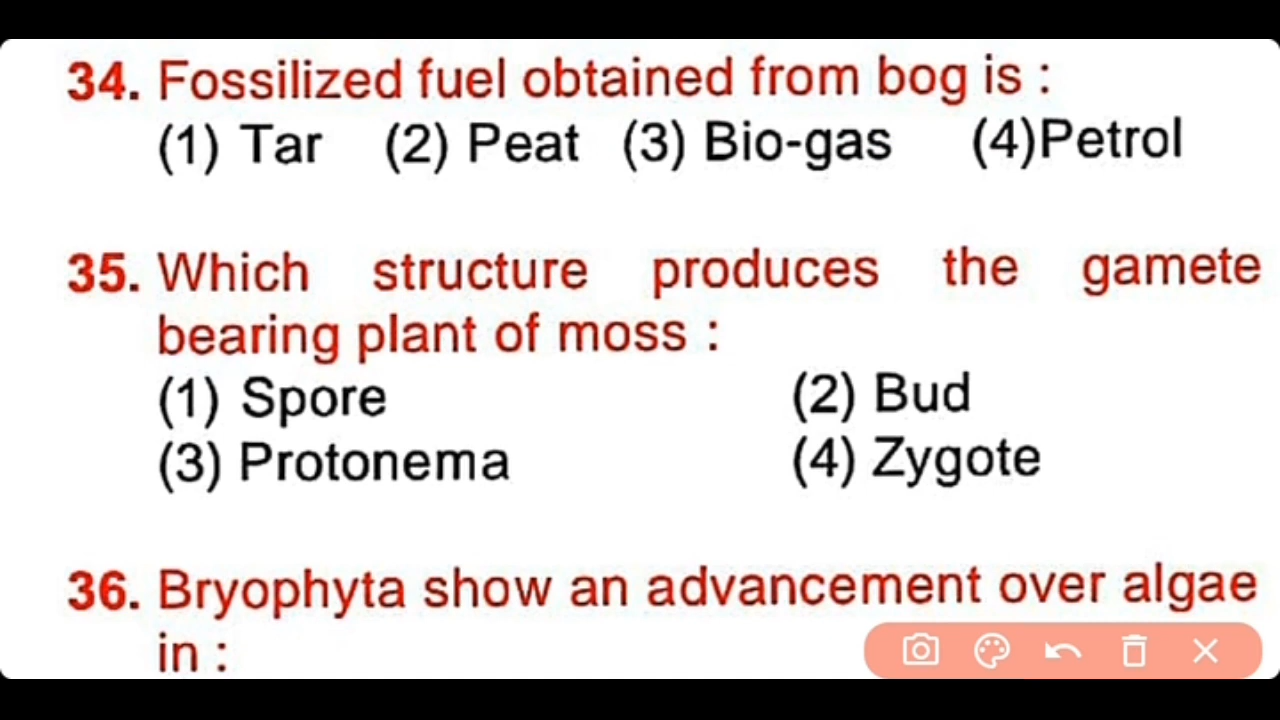 34. Fossilized fuel obtained from bog is :
(1) Tar (2) Peat (3) Bio-gas (4)Petrol
35. Which structure produces the gamete
bearing plant of moss :
(1) Spore (2) Bud
(3) Protonema (4) Zygote
36. Bryophyta show an advancement over algae
in :